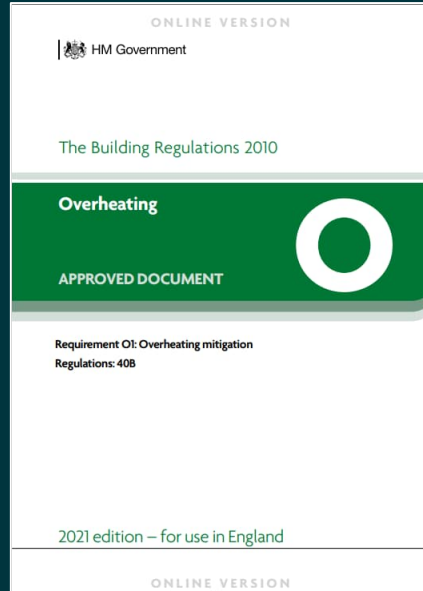 ONLINE VERSION
HM Government
The Building Regulations 2010
Overheating
O
APPROVED DOCUMENT
Requirement O1: Overheating mitigation
Regulations: 40B
2021 edition – for use in England
ONLINE VERSION